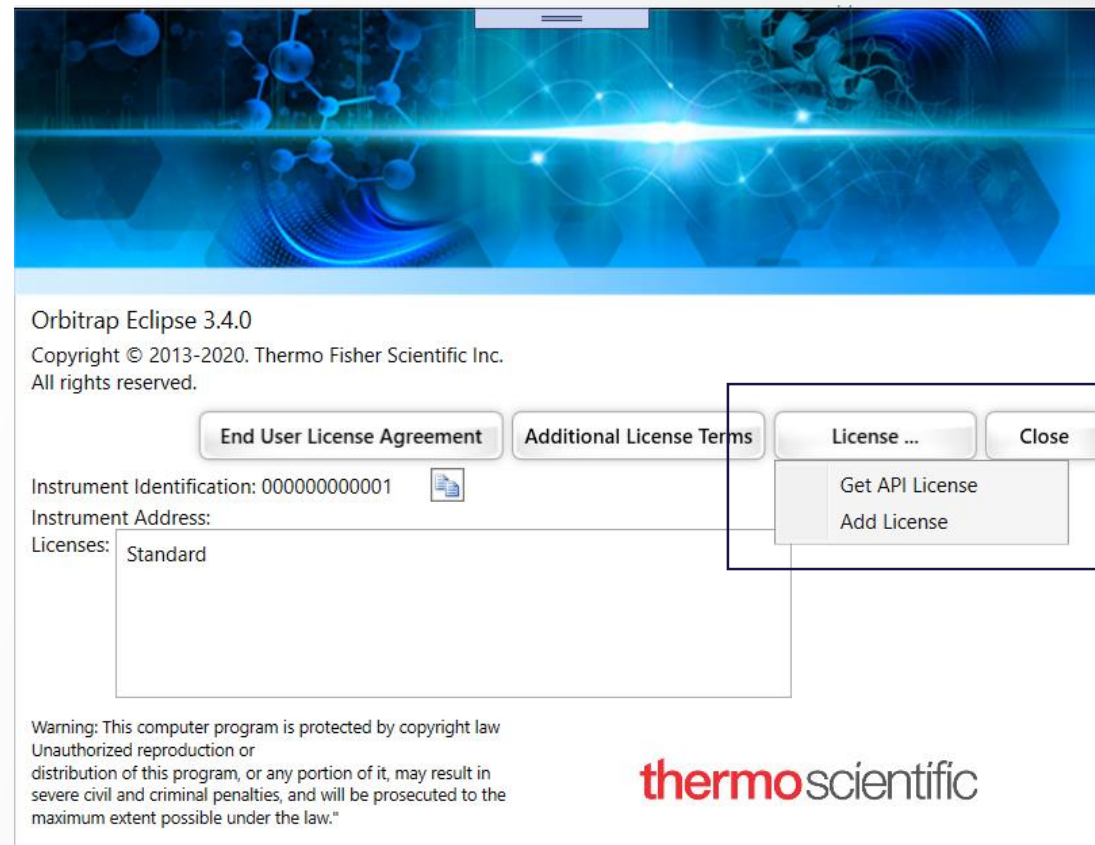 Orbitrap Eclipse 3.4.0
Copyright © 2013-2020. Thermo Fisher Scientific Inc.
All rights reserved.
End User License Agreement
Additional License Terms
License ...
Close
Get API License
Add License
Instrument Identification: 000000000001
Instrument Address:
Licenses:
Standard
Warning: This computer program is protected by copyright law
Unauthorized reproduction or
distribution of this program, or any portion of it, may result in
severe civil and criminal penalties, and will be prosecuted to the
maximum extent possible under the law."
thermoscientific